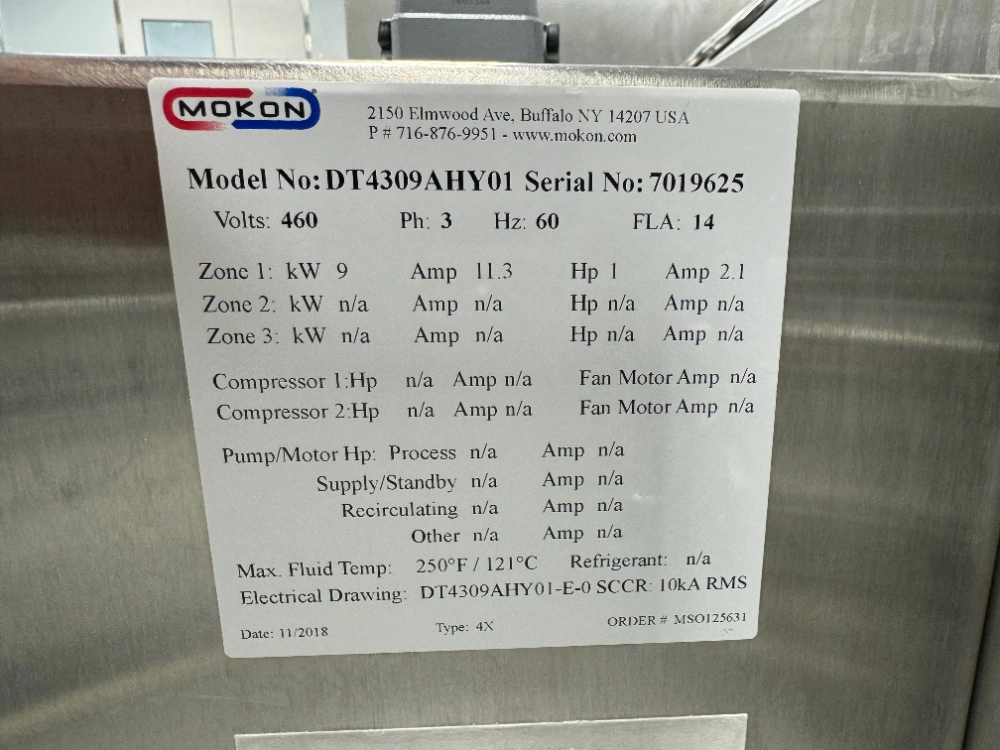 MOKON
2150 Elmwood Ave, Buffalo NY 14207 USA
P # 716-876-9951 - www.mokon.com
Model No: DT4309AHY01 Serial No: 7019625
Volts: 460 Ph: 3 Hz: 60 FLA: 14
Zone 1: kW 9 Amp 11.3 Hp 1 Amp 2.1
Zone 2: kW n/a Amp n/a Hp n/a Amp n/a
Zone 3: kW n/a Amp n/a Hp n/a Amp n/a
Compressor 1:Hp n/a Amp n/a Fan Motor Amp n/a
Compressor 2:Hp n/a Amp n/a Fan Motor Amp n/a
Pump/Motor Hp: Process n/a Amp n/a
Supply/Standby n/a Amp n/a
Recirculating n/a Amp n/a
Other n/a Amp n/a
Max. Fluid Temp: 250°F / 121°C Refrigerant: n/a
Electrical Drawing: DT4309AHY01-E-0 SCCR: 10kA RMS
Date: 11/2018 Type: 4X ORDER # MSO125631